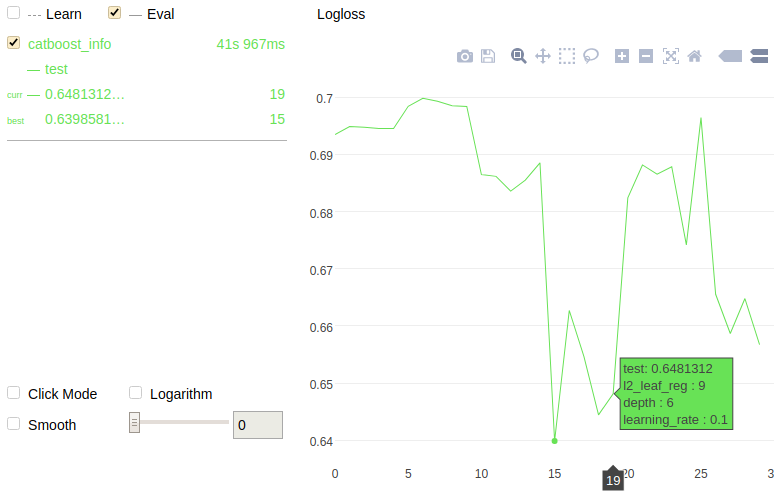 Learn Eval
catboost_info 41s 967ms
test
curr 0.6481312... 19
best 0.6398581... 15
Click Mode Logarithm
Smooth 0
Logloss
0.7
0.69
0.68
0.67
0.66
0.65
0.64
test: 0.6481312
l2_leaf_reg : 9
depth : 6
learning_rate : 0.1
0 5 10 15 20 25 3
19